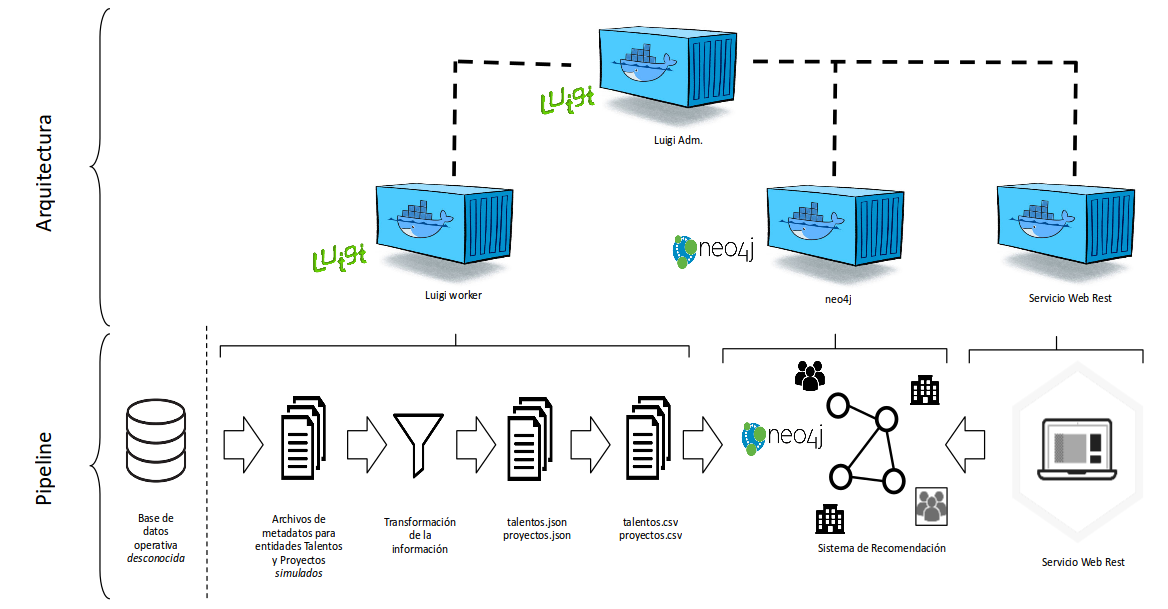 Arquitectura
Luigi
Luigi Adm.
Luigi
Luigi worker
neo4j
neo4j
Servicio Web Rest
Pipeline
Base de
datos
operativa
desconocida
Archivos de
metadatos para
entidades Talentos
y Proyectos
simulados
Transformación
de la
información
talentos.json
proyectos.json
talentos.csv
proyectos.csv
neo4j
Sistema de Recomendación
Servicio Web Rest